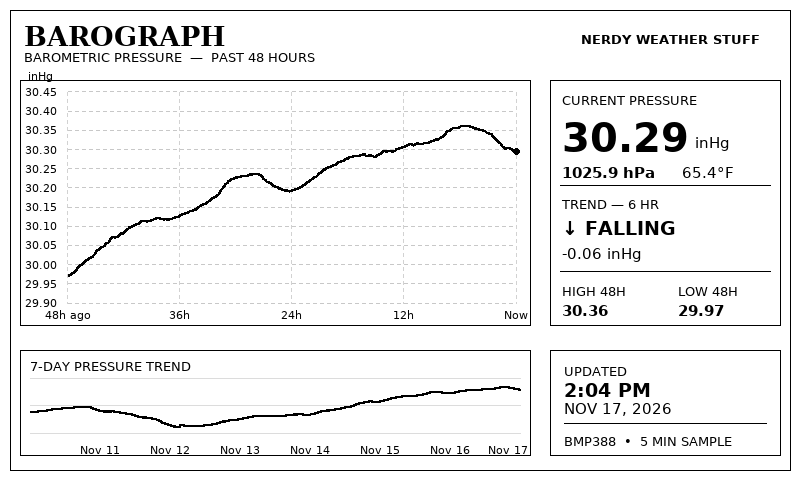 BAROGRAPH
BAROMETRIC PRESSURE — PAST 48 HOURS
NERDY WEATHER STUFF
inHg
30.45
30.40
30.35
30.30
30.25
30.20
30.15
30.10
30.05
30.00
29.95
29.90
48h ago 36h 24h 12h Now
CURRENT PRESSURE
30.29 inHg
1025.9 hPa 65.4°F
TREND — 6 HR
↓ FALLING
-0.06 inHg
HIGH 48H LOW 48H
30.36 29.97
7-DAY PRESSURE TREND
Nov 11 Nov 12 Nov 13 Nov 14 Nov 15 Nov 16 Nov 17
UPDATED
2:04 PM
NOV 17, 2026
BMP388 • 5 MIN SAMPLE